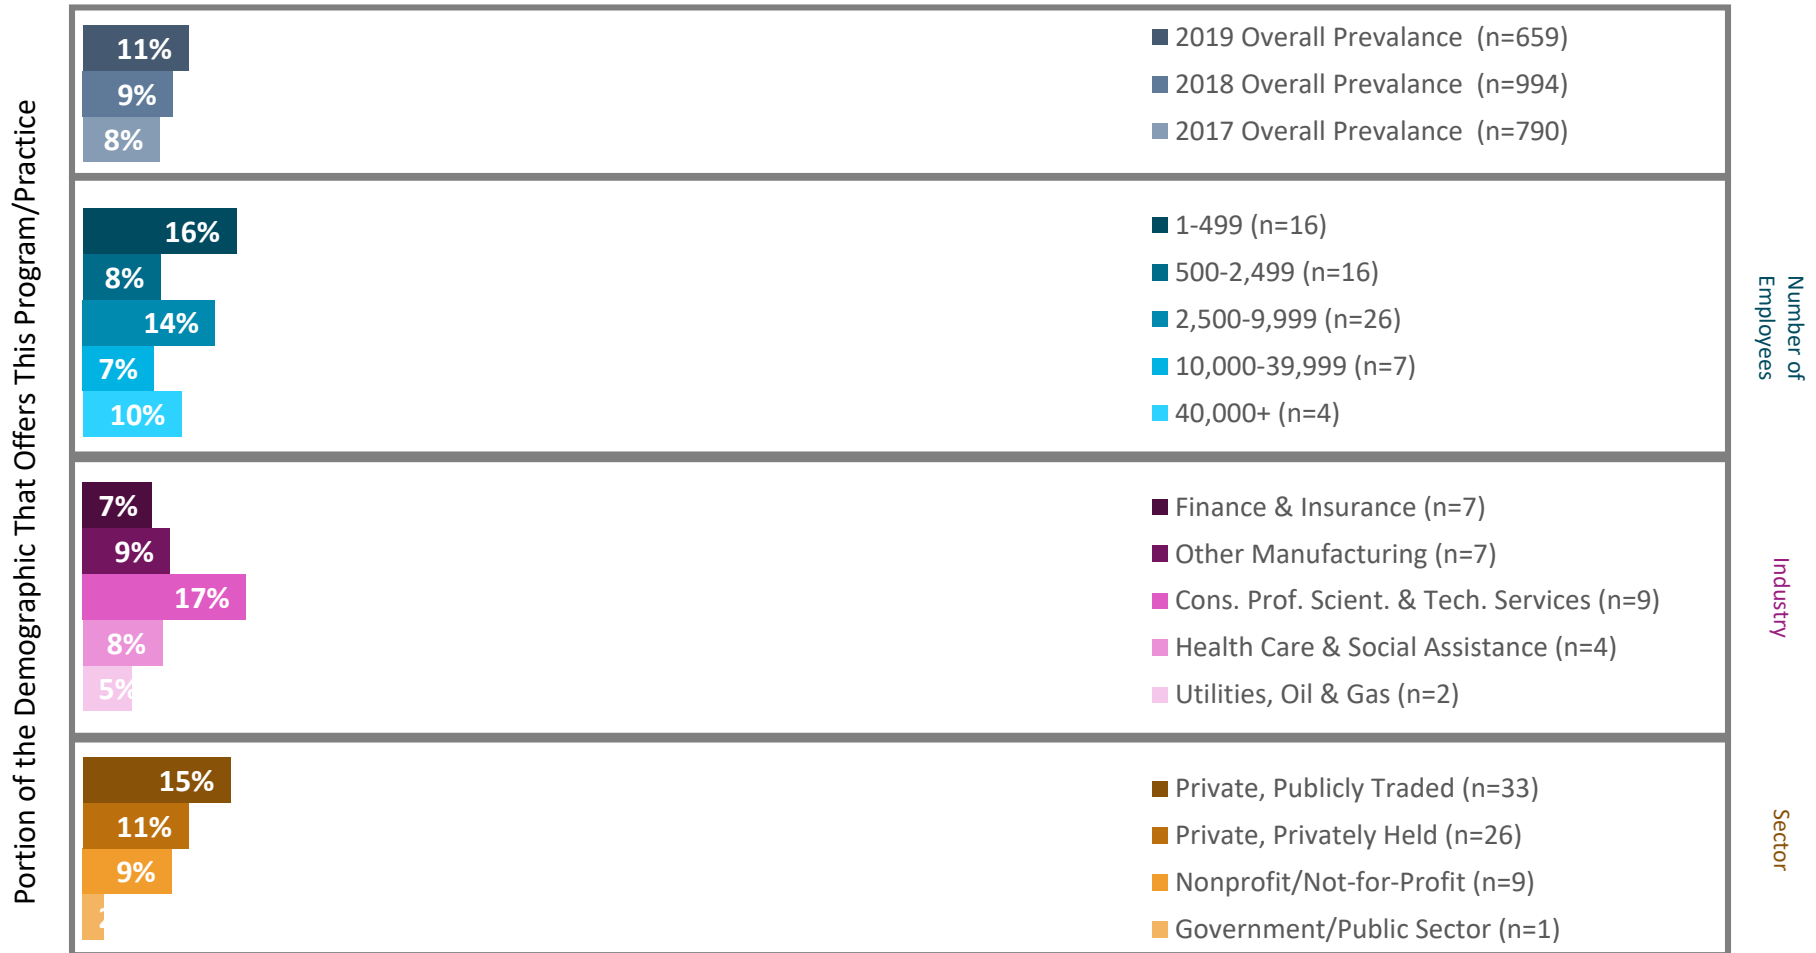 Portion of the Demographic That Offers This Program/Practice
11%
9%
8%
2019 Overall Prevalance (n=659)
2018 Overall Prevalance (n=994)
2017 Overall Prevalance (n=790)
16%
8%
14%
7%
10%
1-499 (n=16)
500-2,499 (n=16)
2,500-9,999 (n=26)
10,000-39,999 (n=7)
40,000+ (n=4)
Number of
Employees
7%
9%
17%
8%
5%
Finance & Insurance (n=7)
Other Manufacturing (n=7)
Cons. Prof. Scient. & Tech. Services (n=9)
Health Care & Social Assistance (n=4)
Utilities, Oil & Gas (n=2)
Industry
15%
11%
9%
Private, Publicly Traded (n=33)
Private, Privately Held (n=26)
Nonprofit/Not-for-Profit (n=9)
Government/Public Sector (n=1)
Sector